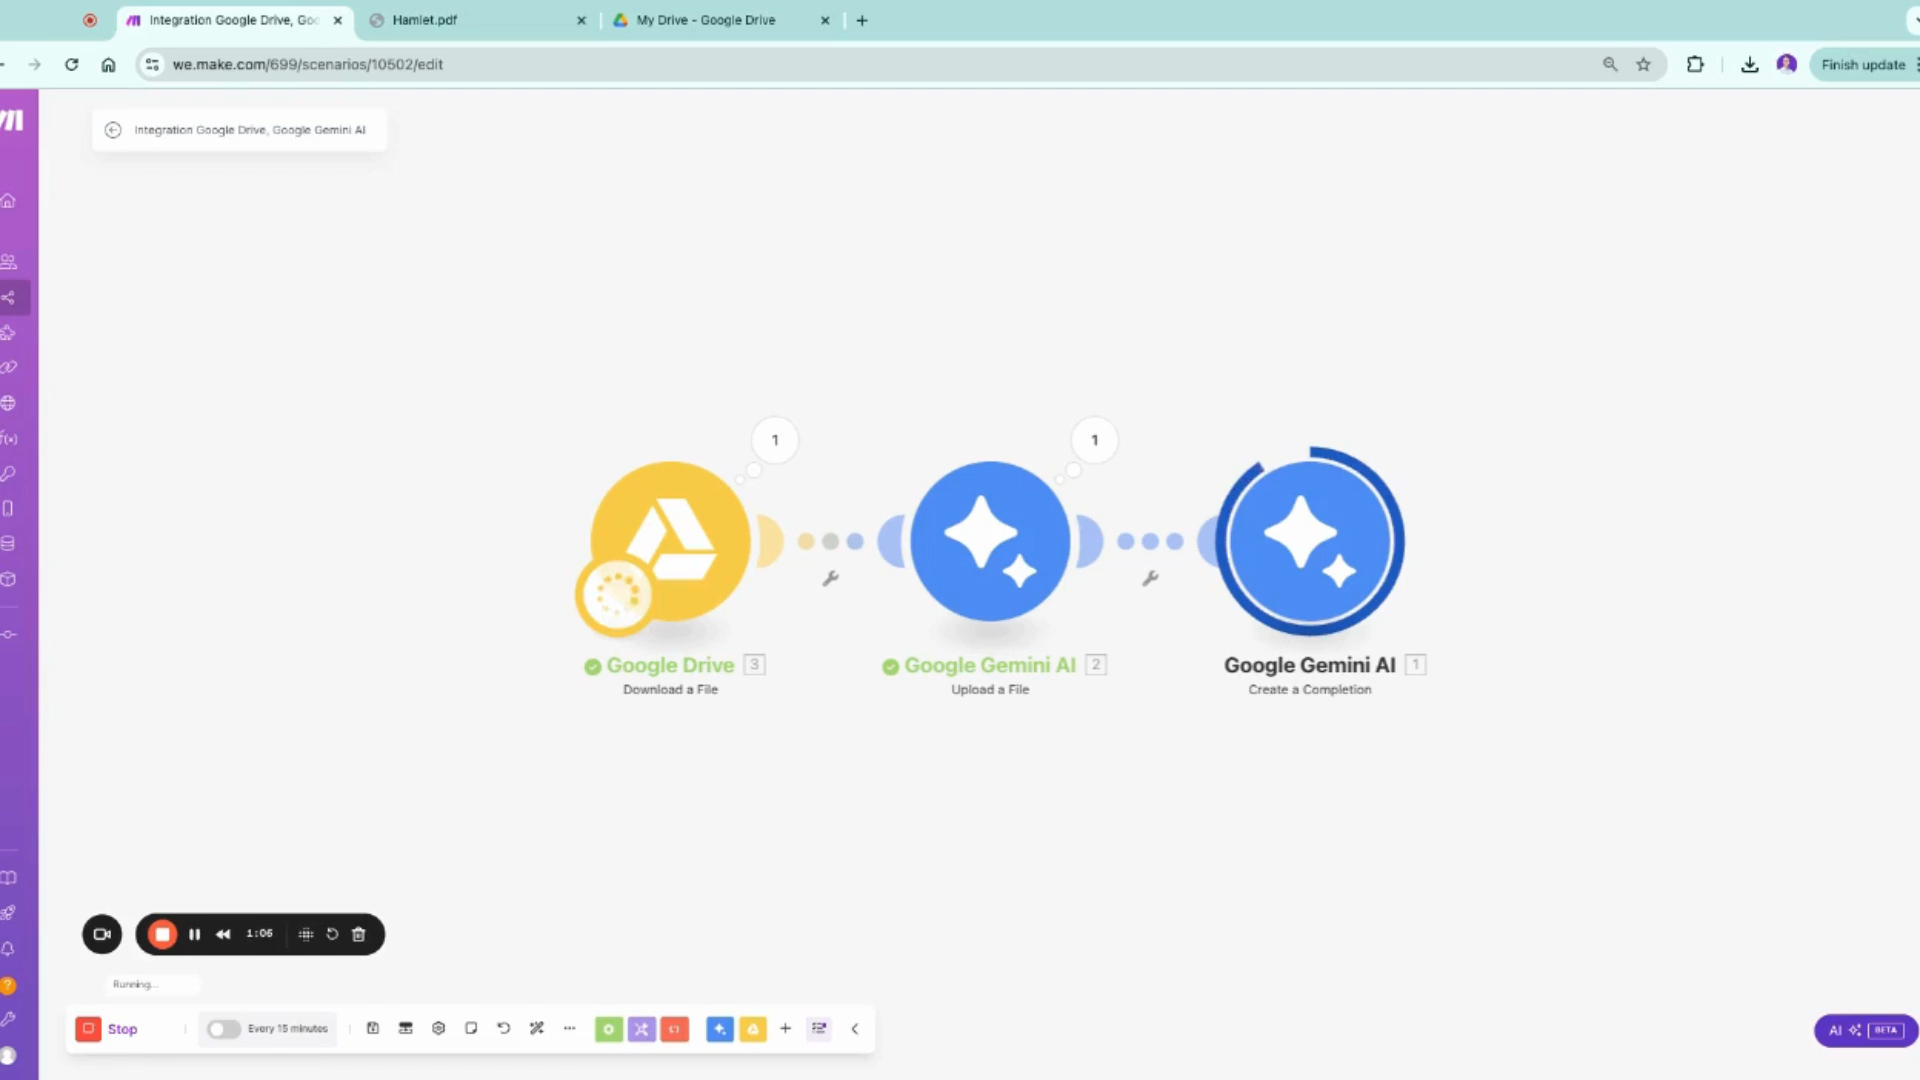 Integration Google Drive, Goo
Hamlet.pdf
My Drive - Google Drive
we.make.com/699/scenarios/10502/edit
Finish update
Integration Google Drive, Google Gemini AI
1
1
Google Drive 3
Download a File
Google Gemini AI 2
Upload a File
Google Gemini AI 1
Create a Completion
1:06
Running...
Stop
Every 15 minutes
AI BETA